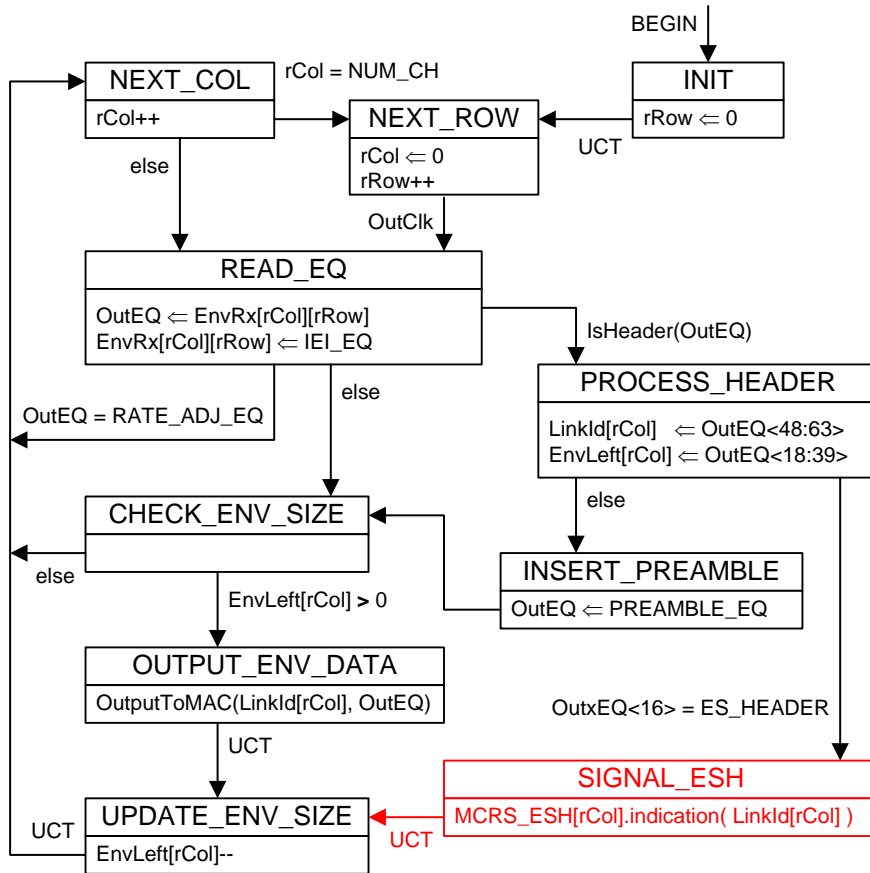 BEGIN
NEXT_COL
rCol++
rCol = NUM_CH
INIT
rRow ⇐ 0
NEXT_ROW
rCol ⇐ 0
rRow++
UCT
else
OutClk
READ_EQ
OutEQ ⇐ EnvRx[rCol][rRow]
EnvRx[rCol][rRow] ⇐ IEI_EQ
IsHeader(OutEQ)
OutEQ = RATE_ADJ_EQ
else
PROCESS_HEADER
LinkId[rCol] ⇐ OutEQ<48:63>
EnvLeft[rCol] ⇐ OutEQ<18:39>
CHECK_ENV_SIZE
else
else
INSERT_PREAMBLE
OutEQ ⇐ PREAMBLE_EQ
EnvLeft[rCol] > 0
OUTPUT_ENV_DATA
OutputToMAC(LinkId[rCol], OutEQ)
OutxEQ<16> = ES_HEADER
UCT
SIGNAL_ESH
MCRS_ESH[rCol].indication( LinkId[rCol] )
UCT
UPDATE_ENV_SIZE
EnvLeft[rCol]--
UCT